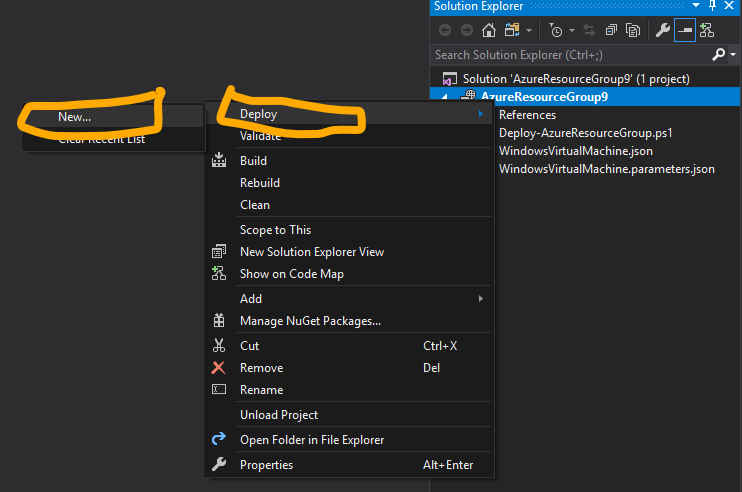 Solution Explorer
Search Solution Explorer (Ctrl+;)
Solution 'AzureResourceGroup9' (1 project)
AzureResourceGroup9
References
Deploy-AzureResourceGroup.ps1
WindowsVirtualMachine.json
WindowsVirtualMachine.parameters.json
New...
Clear Recent List
Deploy
Validate
Build
Rebuild
Clean
Scope to This
New Solution Explorer View
Show on Code Map
Add
Manage NuGet Packages...
Cut Ctrl+X
Remove Del
Rename
Unload Project
Open Folder in File Explorer
Properties Alt+Enter